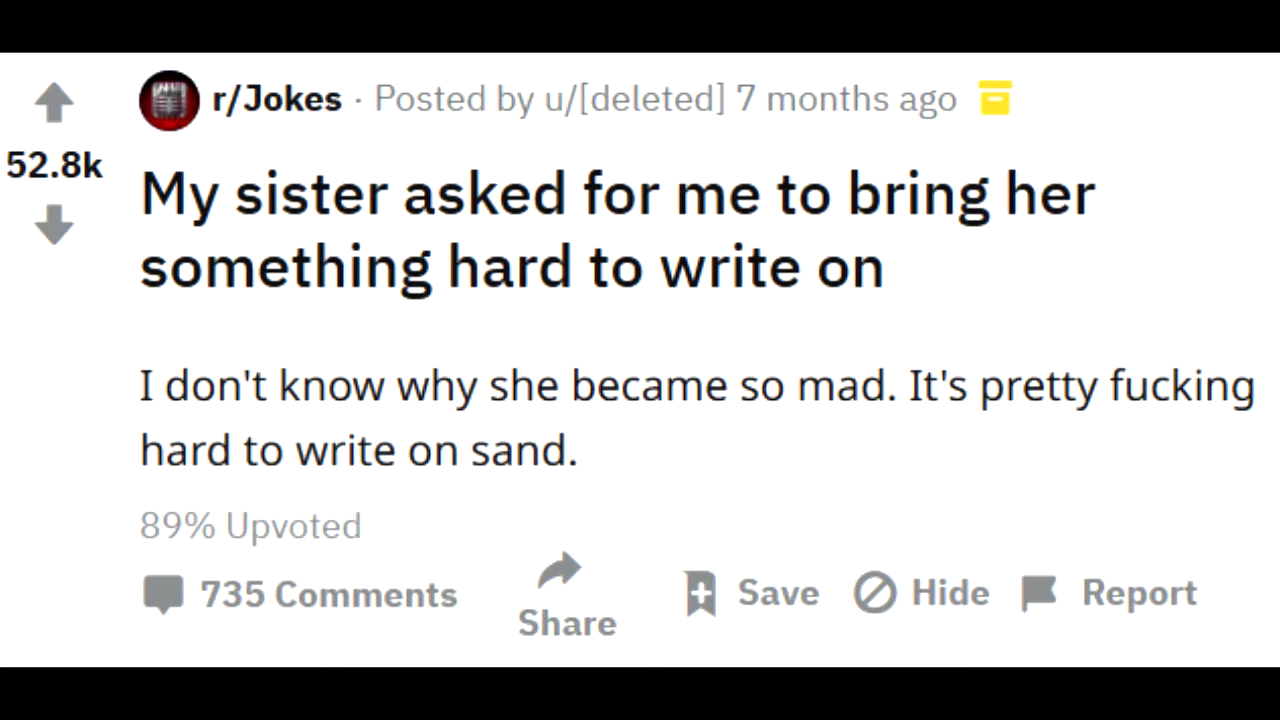 r/Jokes · Posted by u/[deleted] 7 months ago
52.8k
My sister asked for me to bring her
something hard to write on
I don't know why she became so mad. It's pretty fucking
hard to write on sand.
89% Upvoted
735 Comments Share Save Hide Report